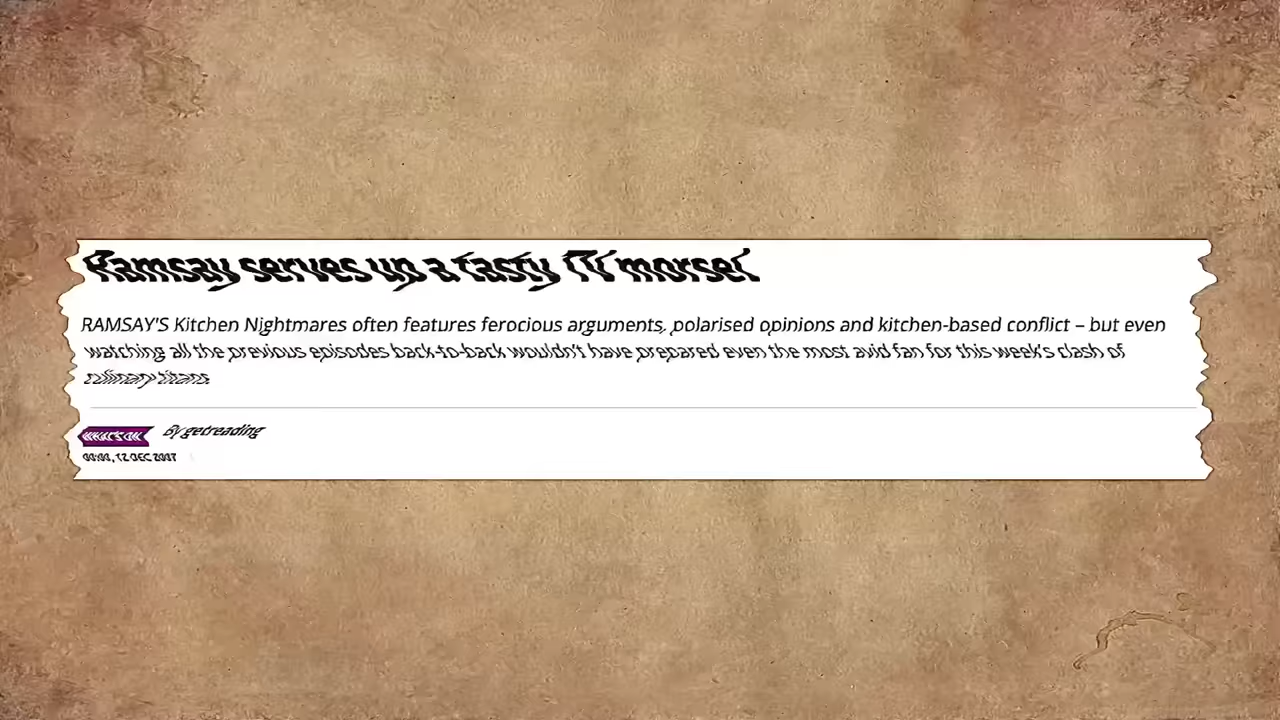 Ramsay serves up a tasty TV morsel
RAMSAY'S Kitchen Nightmares often features ferocious arguments, polarised opinions and kitchen-based conflict – but even
watching all the previous episodes back-to-back wouldn't have prepared even the most avid fan for this week's clash of
culinary titans
WHAT'S ON By getreading
00:00, 12 DEC 2007